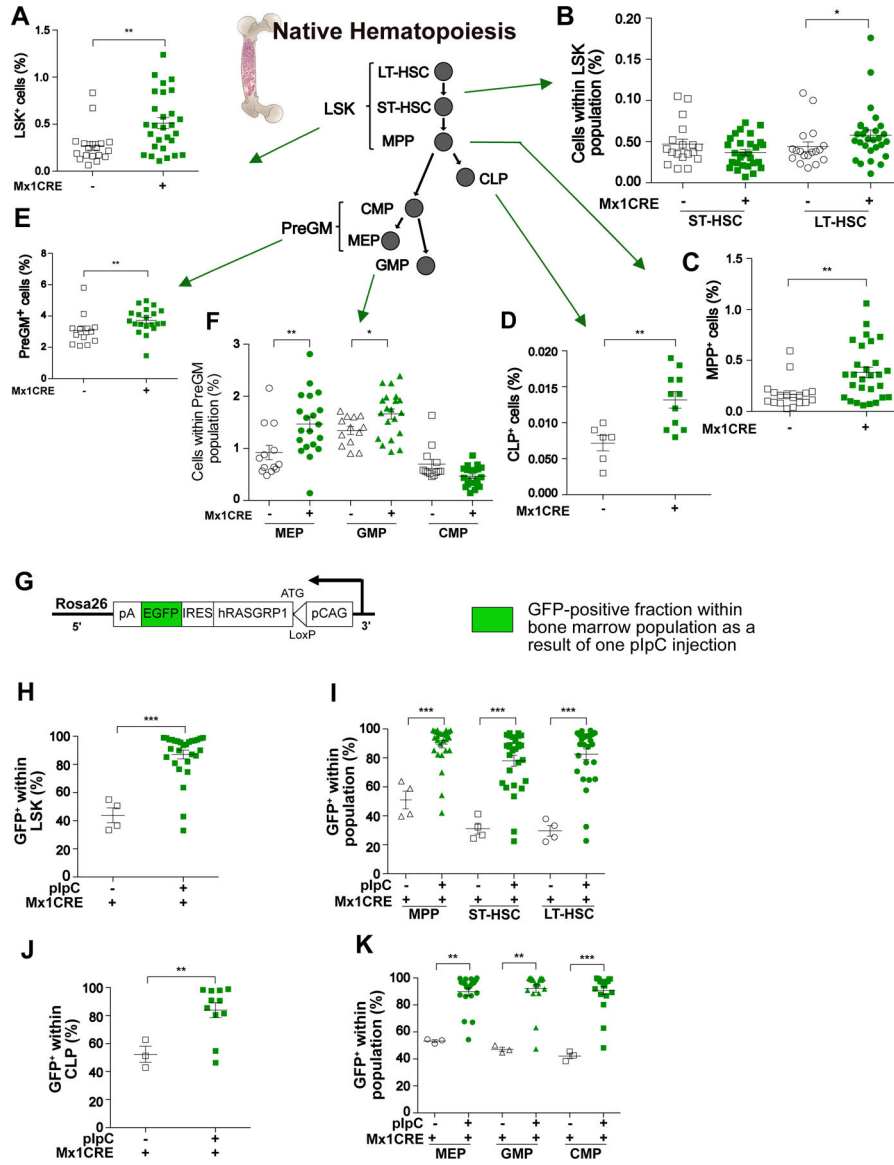 A
LSK⁺ cells (%)
1.5
1.0
0.5
0.0
**
Mx1CRE
-
+
Native Hematopoiesis
LT-HSC
LSK
ST-HSC
MPP
CLP
CMP
PreGM
MEP
GMP
B
Cells within LSK
population (%)
0.20
0.15
0.10
0.05
0.00
*
-
+
-
+
Mx1CRE
ST-HSC
LT-HSC
E
PreGM⁺ cells (%)
8
6
4
2
0
**
-
+
Mx1CRE
F
Cells within PreGM
population (%)
3
2
1
0
**
*
-
+
-
+
-
+
Mx1CRE
MEP
GMP
CMP
D
CLP⁺ cells (%)
0.020
0.015
0.010
0.005
0.000
**
-
+
Mx1CRE
C
MPP⁺ cells (%)
1.5
1.0
0.5
0.0
**
-
+
Mx1CRE
G
Rosa26
5'
pA
EGFP
IRES
hRASGRP1
ATG
LoxP
pCAG
3'
GFP-positive fraction within
bone marrow population as a
result of one pIpC injection
H
GFP⁺ within
LSK (%)
100
80
60
40
20
0
***
pIpC
-
+
Mx1CRE
+
+
I
GFP⁺ within
population (%)
100
80
60
40
20
0
***
***
***
pIpC
-
+
-
+
-
+
Mx1CRE
+
+
+
+
+
+
MPP
ST-HSC
LT-HSC
J
GFP⁺ within
CLP (%)
100
80
60
40
20
0
**
pIpC
-
+
Mx1CRE
+
+
K
GFP⁺ within
population (%)
100
80
60
40
20
0
**
**
***
pIpC
-
+
-
+
-
+
Mx1CRE
+
+
+
+
+
+
MEP
GMP
CMP